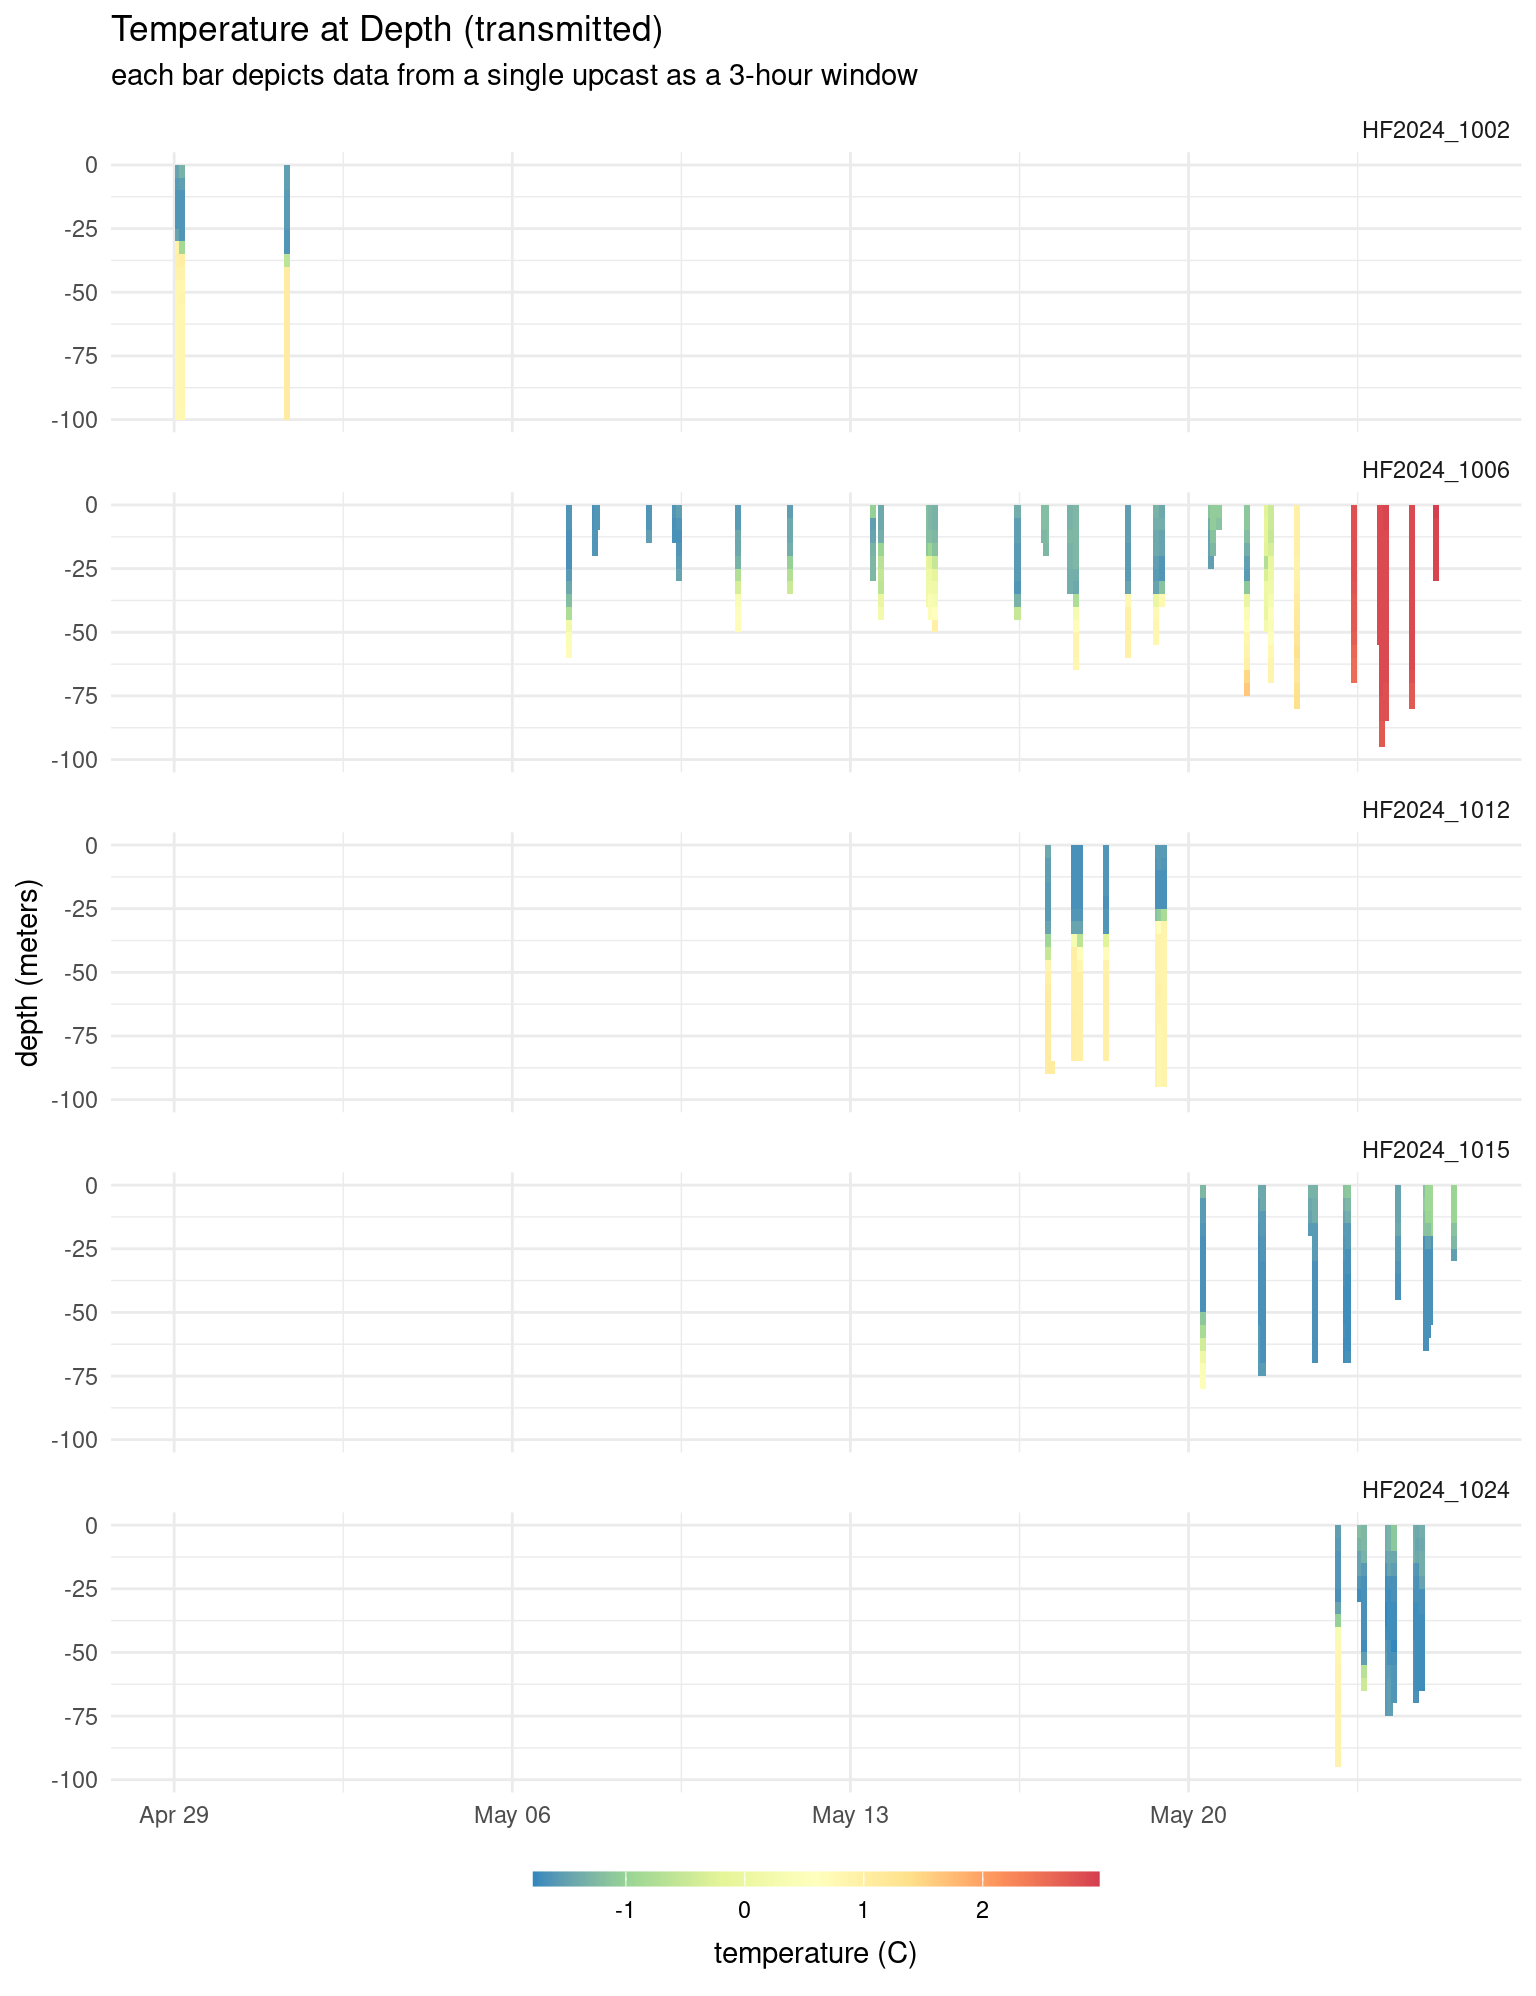 Temperature at Depth (transmitted)
each bar depicts data from a single upcast as a 3-hour window
HF2024_1002
0
-25
-50
-75
-100
HF2024_1006
0
-25
-50
-75
-100
HF2024_1012
0
-25
-50
-75
-100
depth (meters)
HF2024_1015
0
-25
-50
-75
-100
HF2024_1024
0
-25
-50
-75
-100
Apr 29 May 06 May 13 May 20
-1 0 1 2
temperature (C)